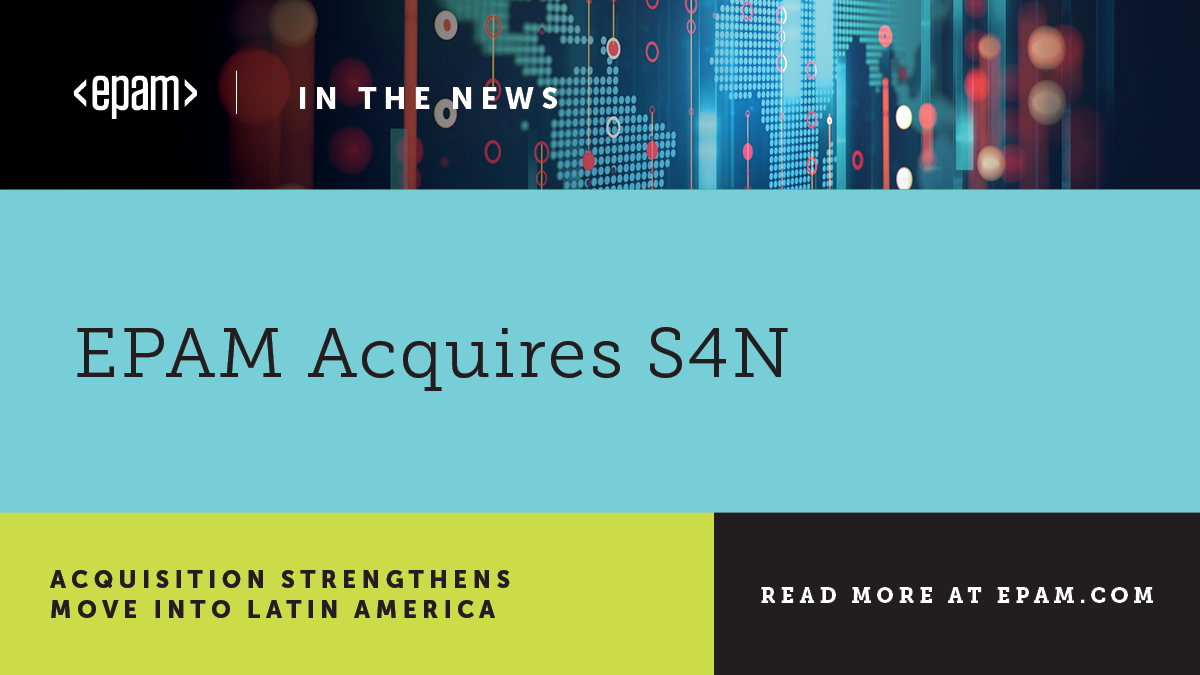 <epam>
IN THE NEWS
EPAM Acquires S4N
ACQUISITION STRENGTHENS
MOVE INTO LATIN AMERICA
READ MORE AT EPAM.COM